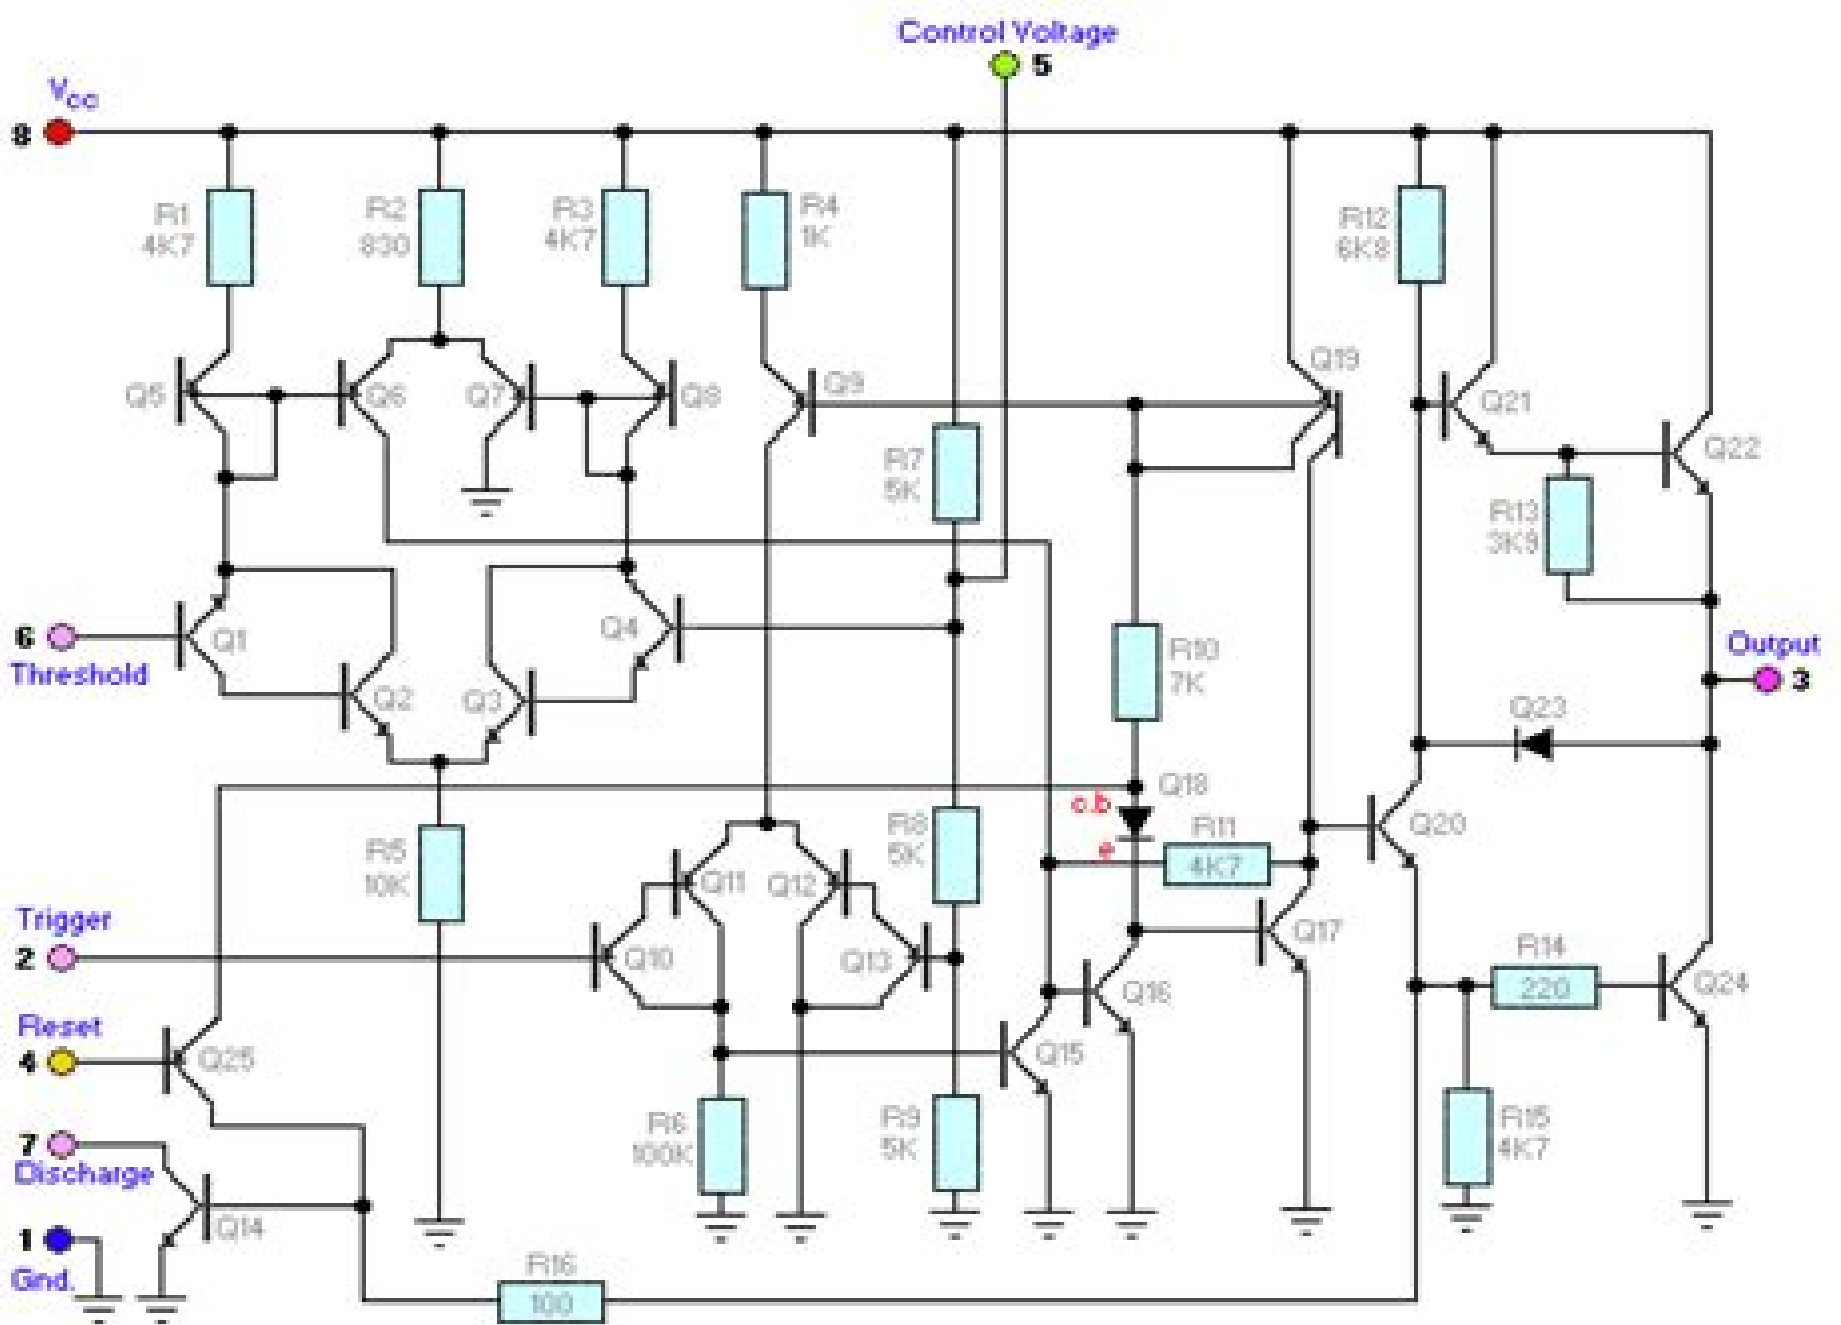 Control Voltage
5
Vcc
8
R1
4K7
R2
830
R3
4K7
R4
1K
R12
6K8
Q5
Q6
Q7
Q8
Q9
Q19
Q21
Q22
R7
5K
R13
3K9
6
Threshold
Q1
Q2
Q3
Q4
R10
7K
Output
3
Q23
Q18
c.b
e
R5
10K
R8
5K
R11
4K7
Q20
Q11
Q12
Trigger
2
Q10
Q13
Q17
Q16
R14
220
Q24
Reset
4
Q25
Q15
7
Discharge
R6
100K
R9
5K
R15
4K7
Q14
1
Gnd.
R16
100